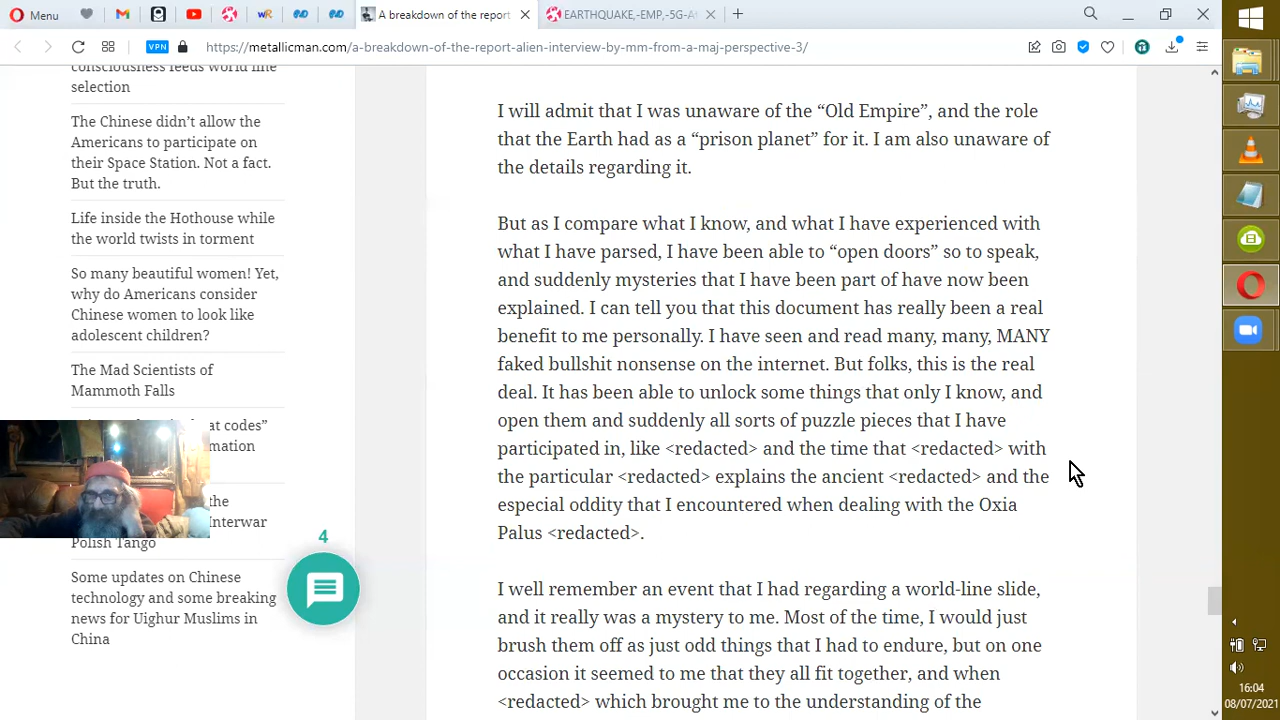 Menu
A breakdown of the report
EARTHQUAKE,-EMP,-5G-At
VPN
https://metallicman.com/a-breakdown-of-the-report-alien-interview-by-mm-from-a-maj-perspective-3/
consciousness feeds world line
selection
The Chinese didn’t allow the
Americans to participate on
their Space Station. Not a fact.
But the truth.
Life inside the Hothouse while
the world twists in torment
So many beautiful women! Yet,
why do Americans consider
Chinese women to look like
adolescent children?
The Mad Scientists of
Mammoth Falls
at codes”
mation
the
Interwar
Polish Tango
Some updates on Chinese
technology and some breaking
news for Uighur Muslims in
China
4
I will admit that I was unaware of the “Old Empire”, and the role
that the Earth had as a “prison planet” for it. I am also unaware of
the details regarding it.
But as I compare what I know, and what I have experienced with
what I have parsed, I have been able to “open doors” so to speak,
and suddenly mysteries that I have been part of have now been
explained. I can tell you that this document has really been a real
benefit to me personally. I have seen and read many, many, MANY
faked bullshit nonsense on the internet. But folks, this is the real
deal. It has been able to unlock some things that only I know, and
open them and suddenly all sorts of puzzle pieces that I have
participated in, like <redacted> and the time that <redacted> with
the particular <redacted> explains the ancient <redacted> and the
especial oddity that I encountered when dealing with the Oxia
Palus <redacted>.
I well remember an event that I had regarding a world-line slide,
and it really was a mystery to me. Most of the time, I would just
brush them off as just odd things that I had to endure, but on one
occasion it seemed to me that they all fit together, and when
<redacted> which brought me to the understanding of the
16:04
08/07/2021